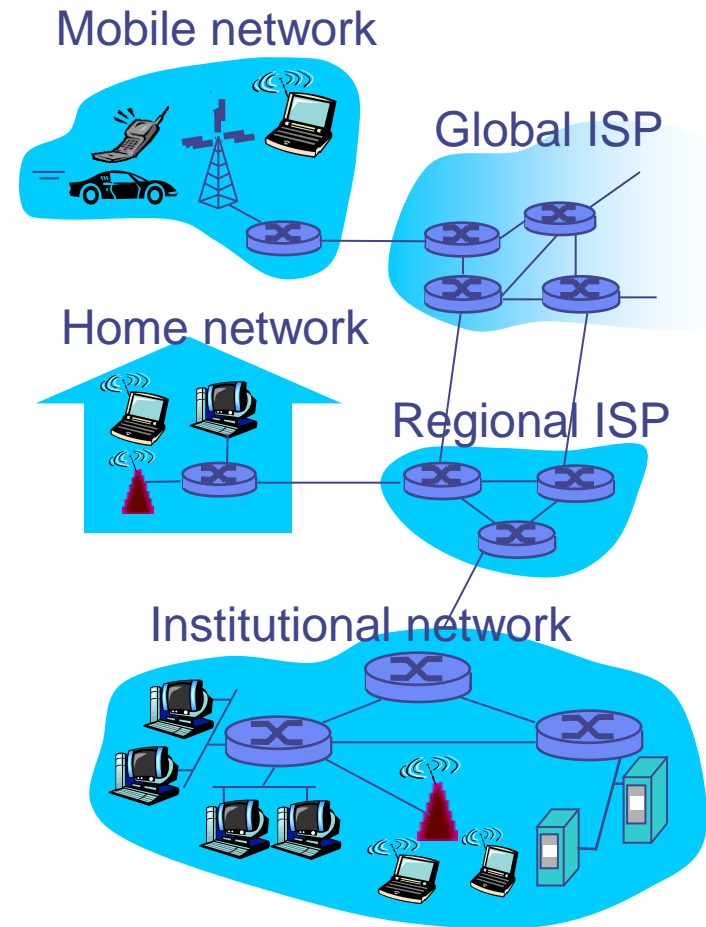 Mobile network
Global ISP
Home network
Regional ISP
Institutional network